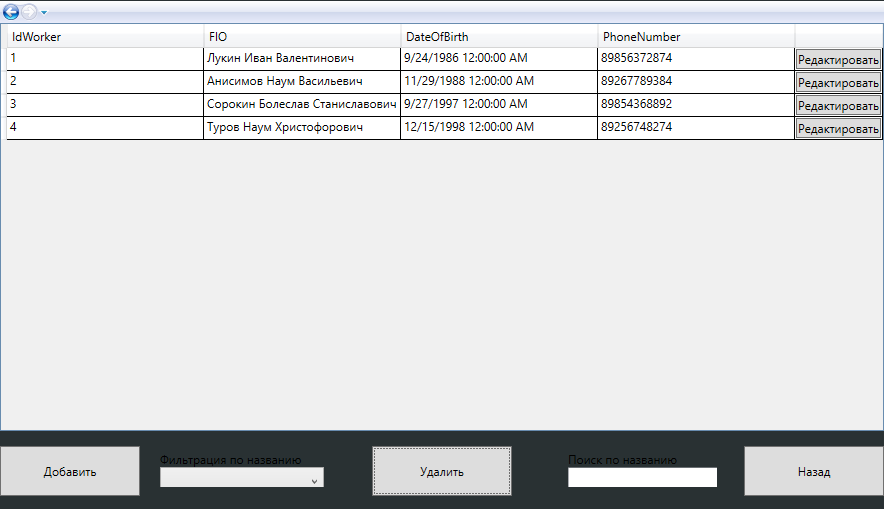 IdWorker FIO DateOfBirth PhoneNumber
1 Лукин Иван Валентинович 9/24/1986 12:00:00 AM 89856372874 Редактировать
2 Анисимов Наум Васильевич 11/29/1988 12:00:00 AM 89267789384 Редактировать
3 Сорокин Болеслав Станиславович 9/27/1997 12:00:00 AM 89854368892 Редактировать
4 Туров Наум Христофорович 12/15/1998 12:00:00 AM 89256748274 Редактировать
Фильтрация по названию Поиск по названию
Добавить Удалить Назад